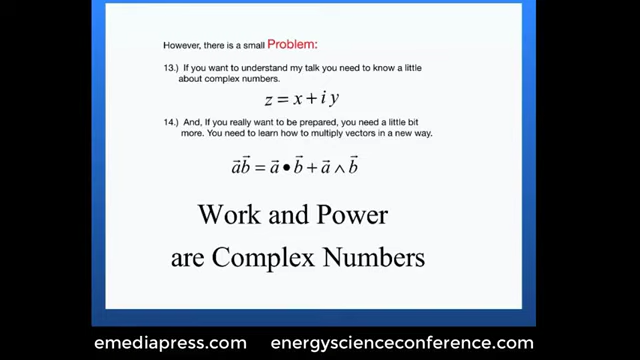 However, there is a small Problem:
13.) If you want to understand my talk you need to know a little
about complex numbers.
z = x + i y
14.) And, If you really want to be prepared, you need a little bit
more. You need to learn how to multiply vectors in a new way.
a⃗b⃗ = a⃗ • b⃗ + a⃗ ∧ b⃗
Work and Power
are Complex Numbers
emediapress.com energyscienceconference.com